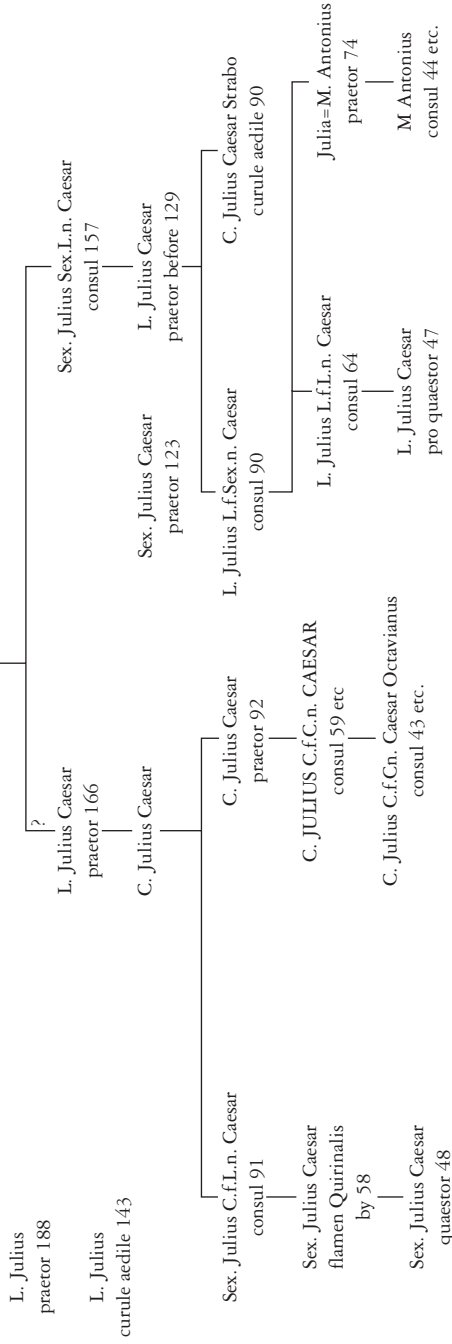 L. Julius
praetor 188
L. Julius
curule aedile 143
?
L. Julius Caesar
praetor 166
Sex. Julius Sex.L.n. Caesar
consul 157
C. Julius Caesar
Sex. Julius Caesar
praetor 123
L. Julius Caesar
praetor before 129
Sex. Julius C.f.L.n. Caesar
consul 91
C. Julius Caesar
praetor 92
L. Julius L.f.Sex.n. Caesar
consul 90
C. Julius Caesar Strabo
curule aedile 90
Sex. Julius Caesar
flamen Quirinalis
by 58
C. JULIUS C.f.C.n. CAESAR
consul 59 etc
L. Julius L.f.L.n. Caesar
consul 64
Julia=M. Antonius
praetor 74
Sex. Julius Caesar
quaestor 48
C. Julius C.f.Cn. Caesar Octavianus
consul 43 etc.
L. Julius Caesar
pro quaestor 47
M Antonius
consul 44 etc.